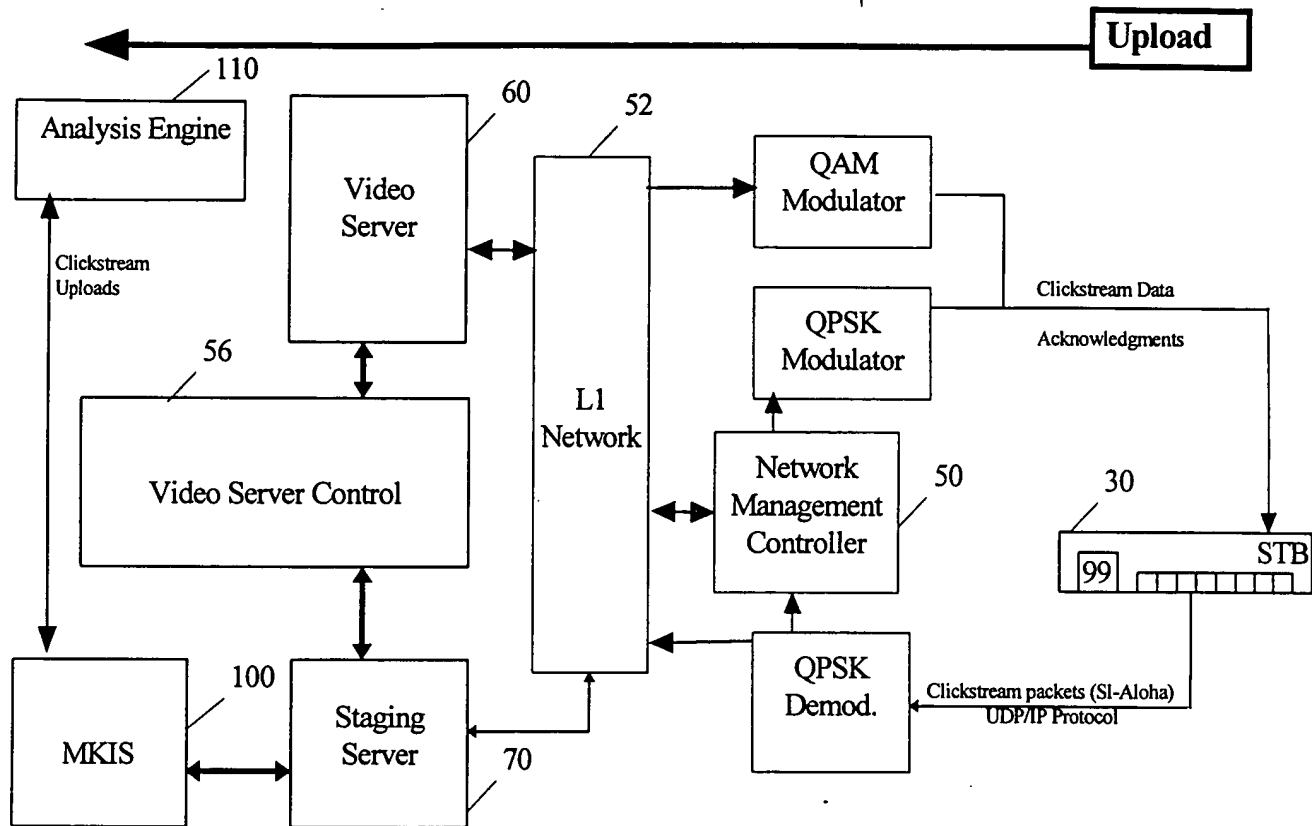 Upload
110
Analysis Engine
60
52
Video
Server
QAM
Modulator
Clickstream
Uploads
Clickstream Data
QPSK
Modulator
Acknowledgments
56
L1
Network
Video Server Control
Network
Management
Controller
50
30
STB
99
100
MKIS
Staging
Server
70
QPSK
Demod.
Clickstream packets (Sl-Aloha)
UDP/IP Protocol